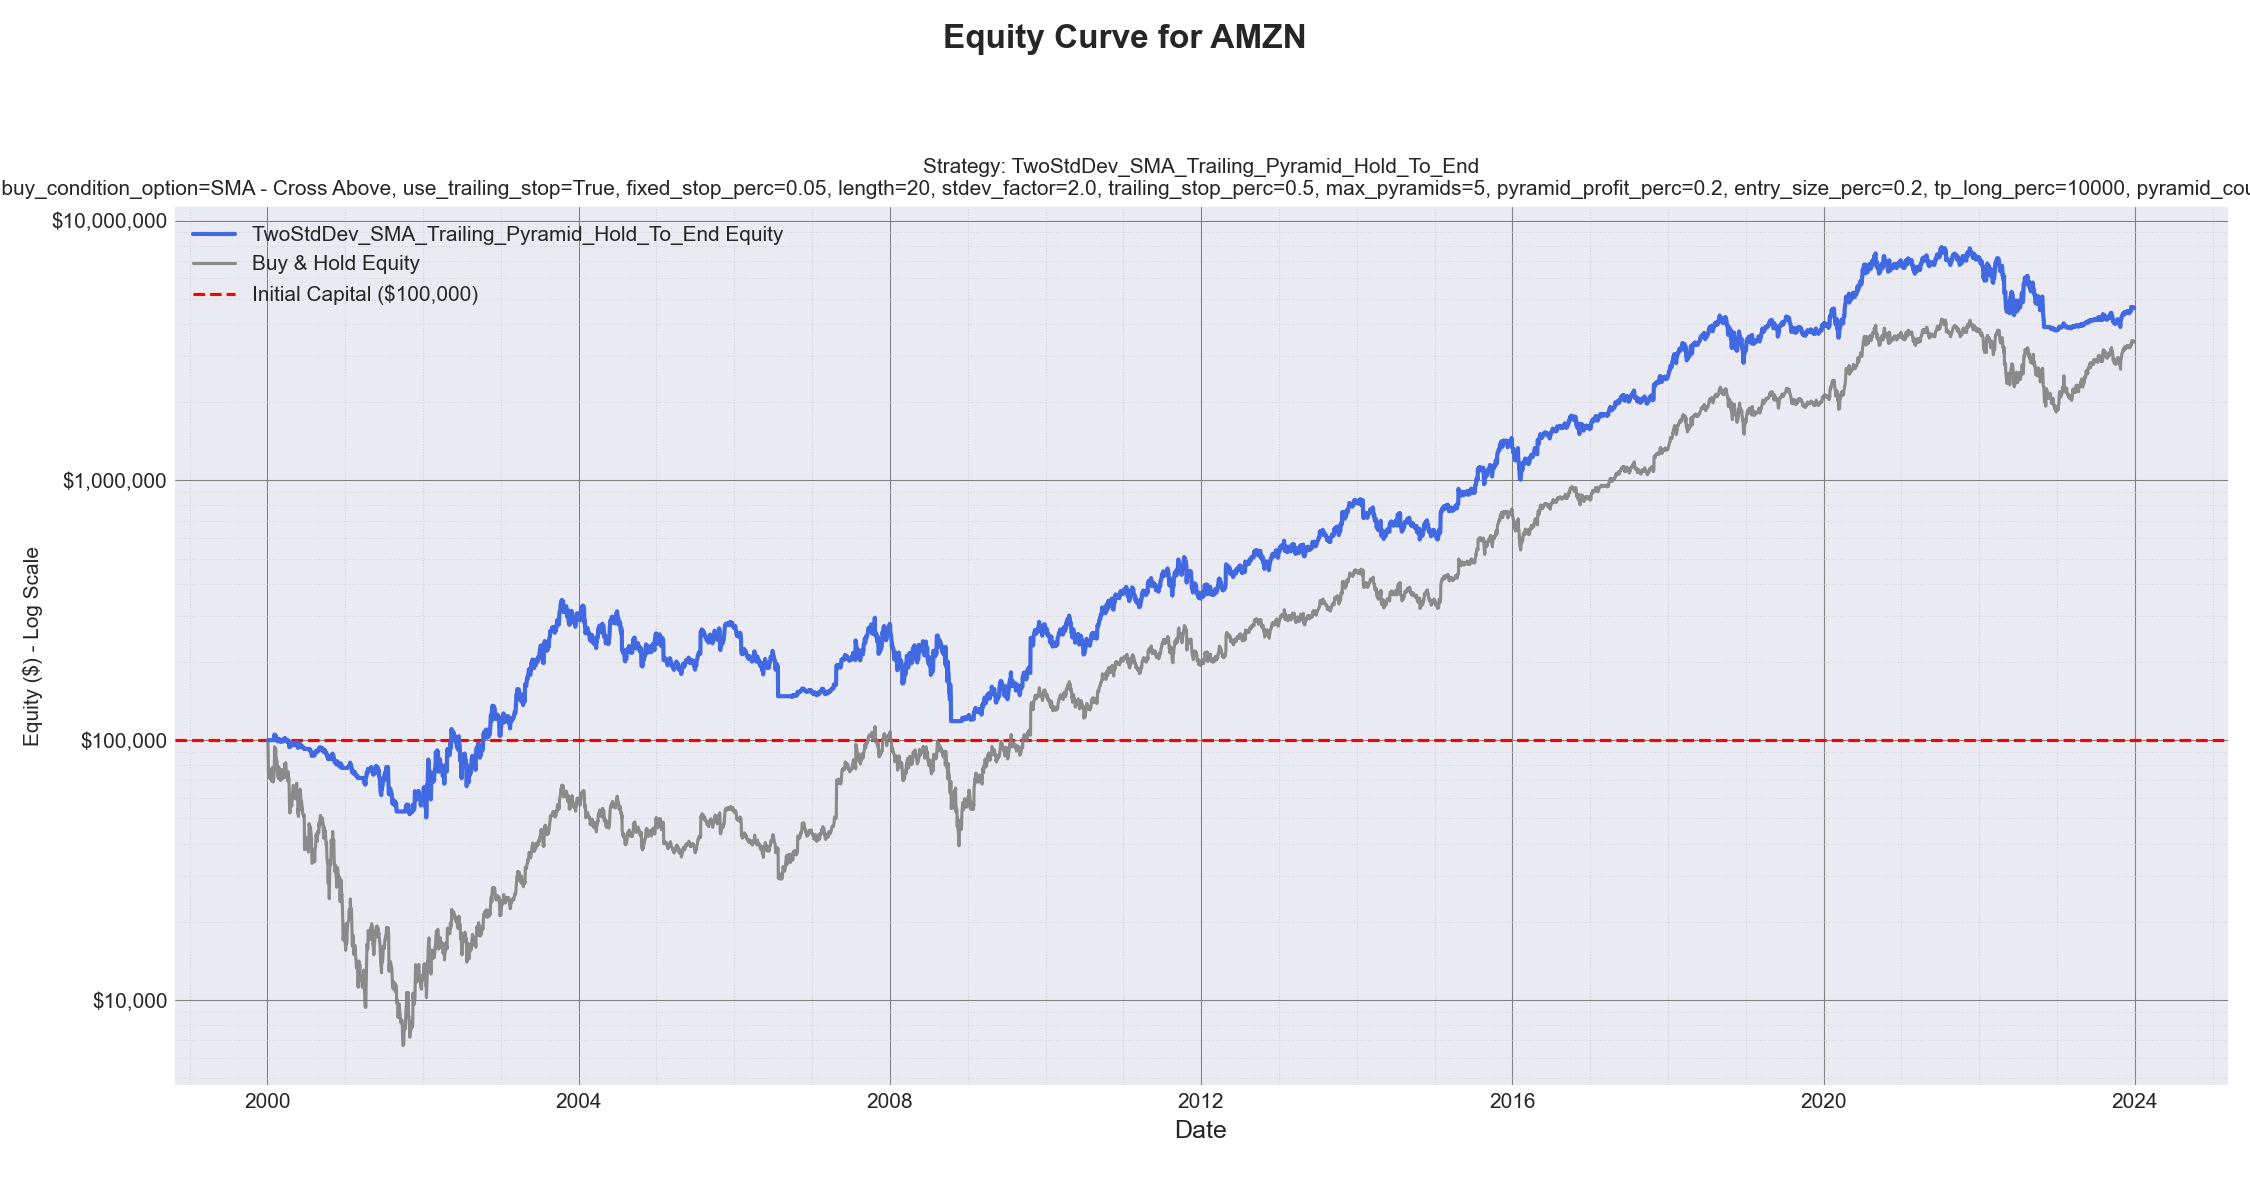 Equity Curve for AMZN
Strategy: TwoStdDev_SMA_Trailing_Pyramid_Hold_To_End
buy_condition_option=SMA - Cross Above, use_trailing_stop=True, fixed_stop_perc=0.05, length=20, stdev_factor=2.0, trailing_stop_perc=0.5, max_pyramids=5, pyramid_profit_perc=0.2, entry_size_perc=0.2, tp_long_perc=10000, pyramid_cou
TwoStdDev_SMA_Trailing_Pyramid_Hold_To_End Equity
Buy & Hold Equity
Initial Capital ($100,000)
Equity ($) - Log Scale
$10,000,000
$1,000,000
$100,000
$10,000
2000 2004 2008 2012 2016 2020 2024
Date